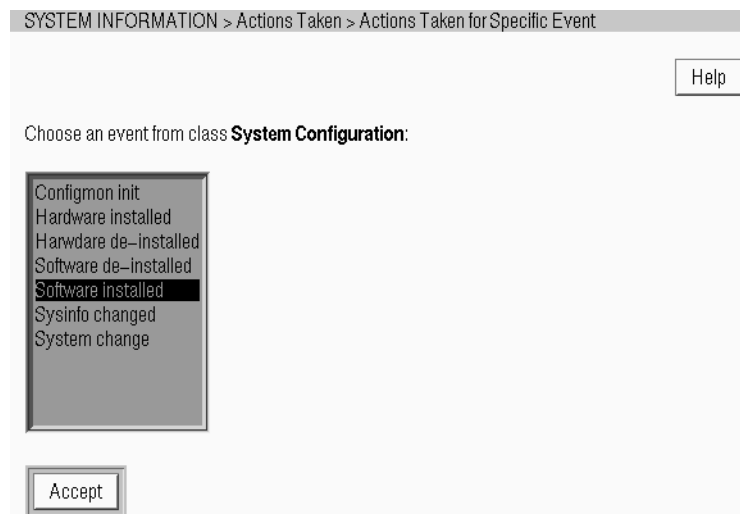 SYSTEM INFORMATION > Actions Taken > Actions Taken for Specific Event
Help
Choose an event from class System Configuration:
Configmon init
Hardware installed
Harwdare de–installed
Software de–installed
Software installed
Sysinfo changed
System change
Accept